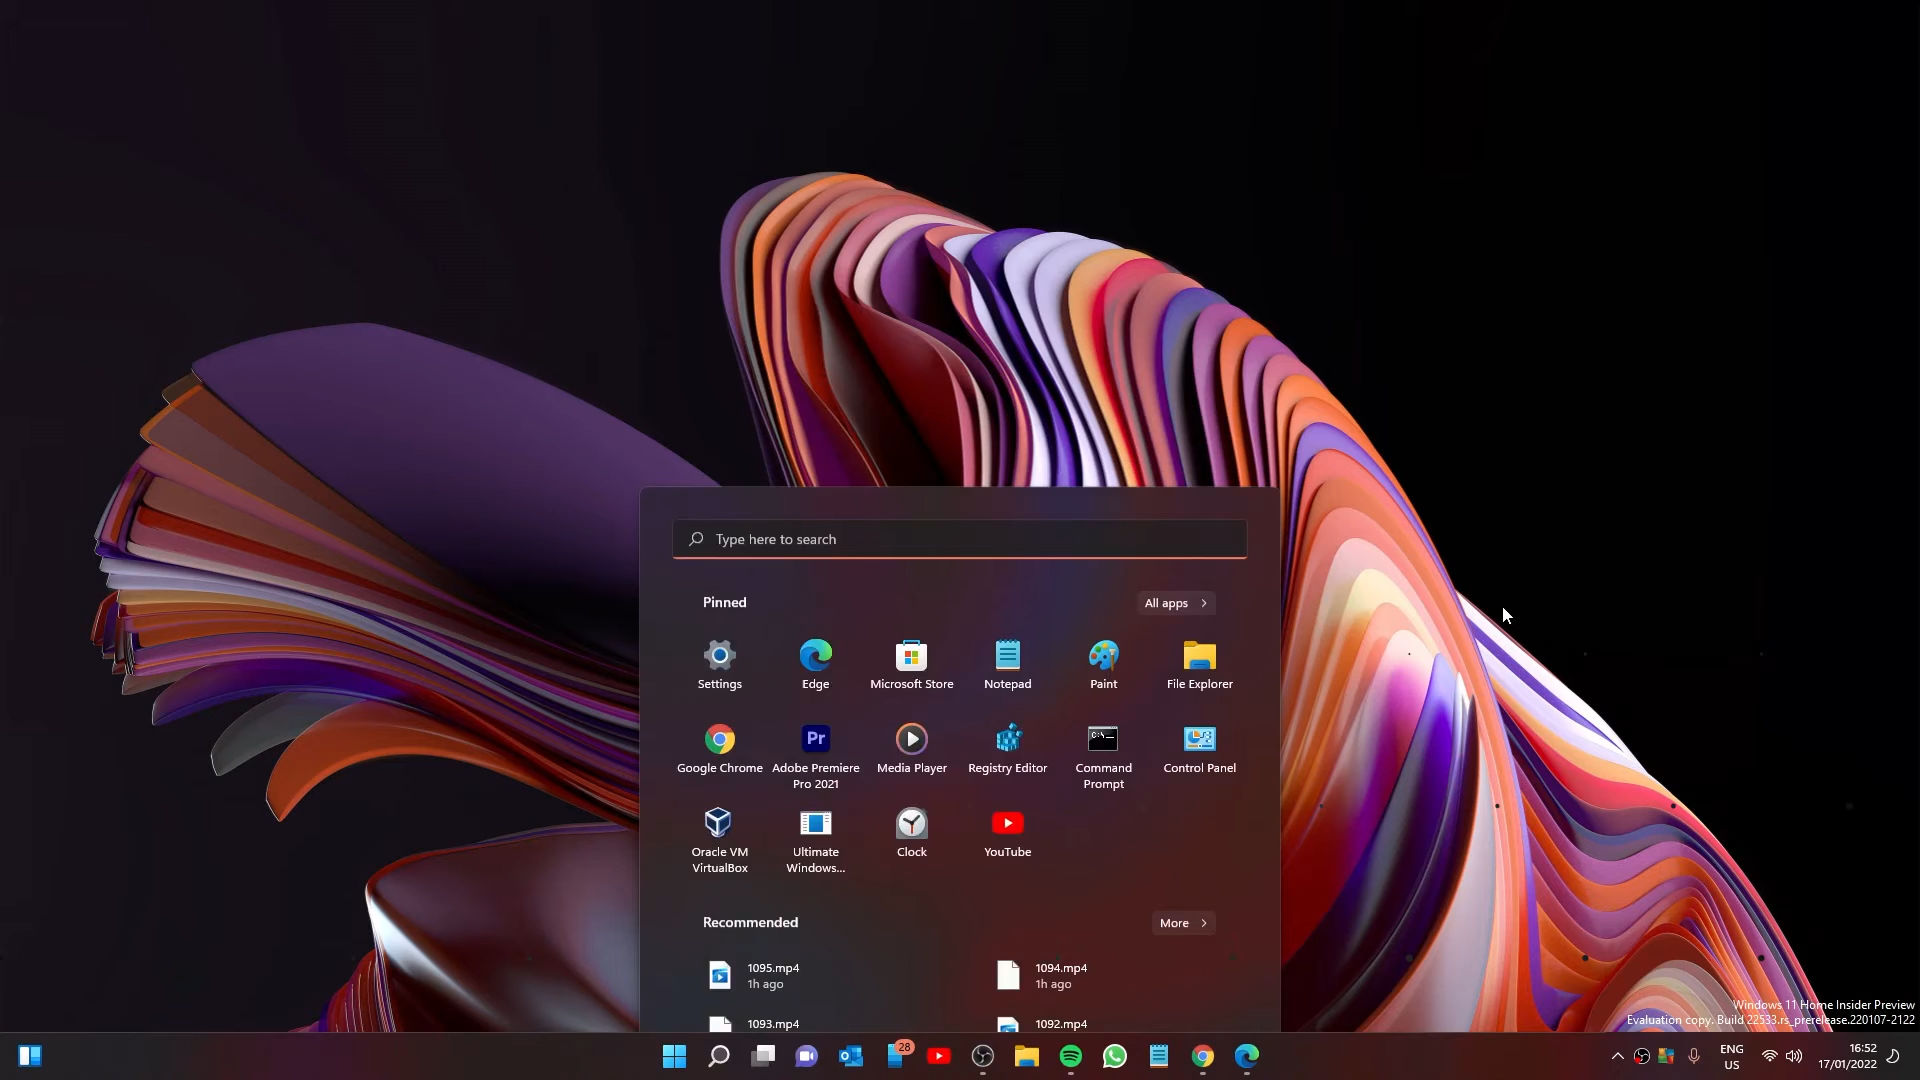 Type here to search
Pinned
All apps
Settings
Edge
Microsoft Store
Notepad
Paint
File Explorer
Google Chrome
Pr
Adobe Premiere
Pro 2021
Media Player
Registry Editor
C:\
Command
Prompt
Control Panel
Oracle VM
VirtualBox
Ultimate
Windows...
Clock
YouTube
Recommended
More
1095.mp4
1h ago
1094.mp4
1h ago
1093.mp4
1092.mp4
Windows 11 Home Insider Preview
Evaluation copy. Build 22533.rs_prerelease.220107-2122
28
ENG
US
16:52
17/01/2022